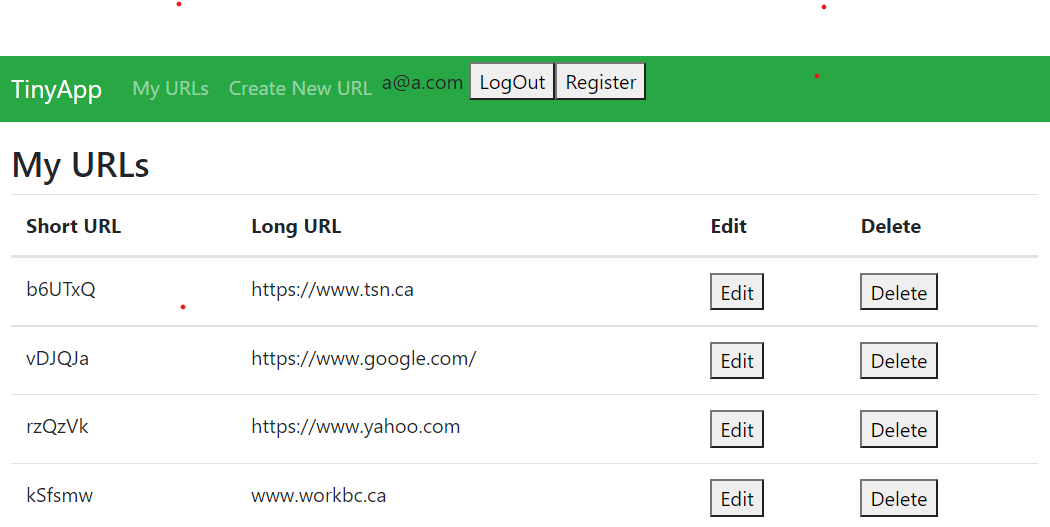 TinyApp My URLs Create New URL a@a.com LogOut Register
My URLs
Short URL Long URL Edit Delete
b6UTxQ https://www.tsn.ca Edit Delete
vDJQJa https://www.google.com/ Edit Delete
rzQzVk https://www.yahoo.com Edit Delete
kSfsmw www.workbc.ca Edit Delete